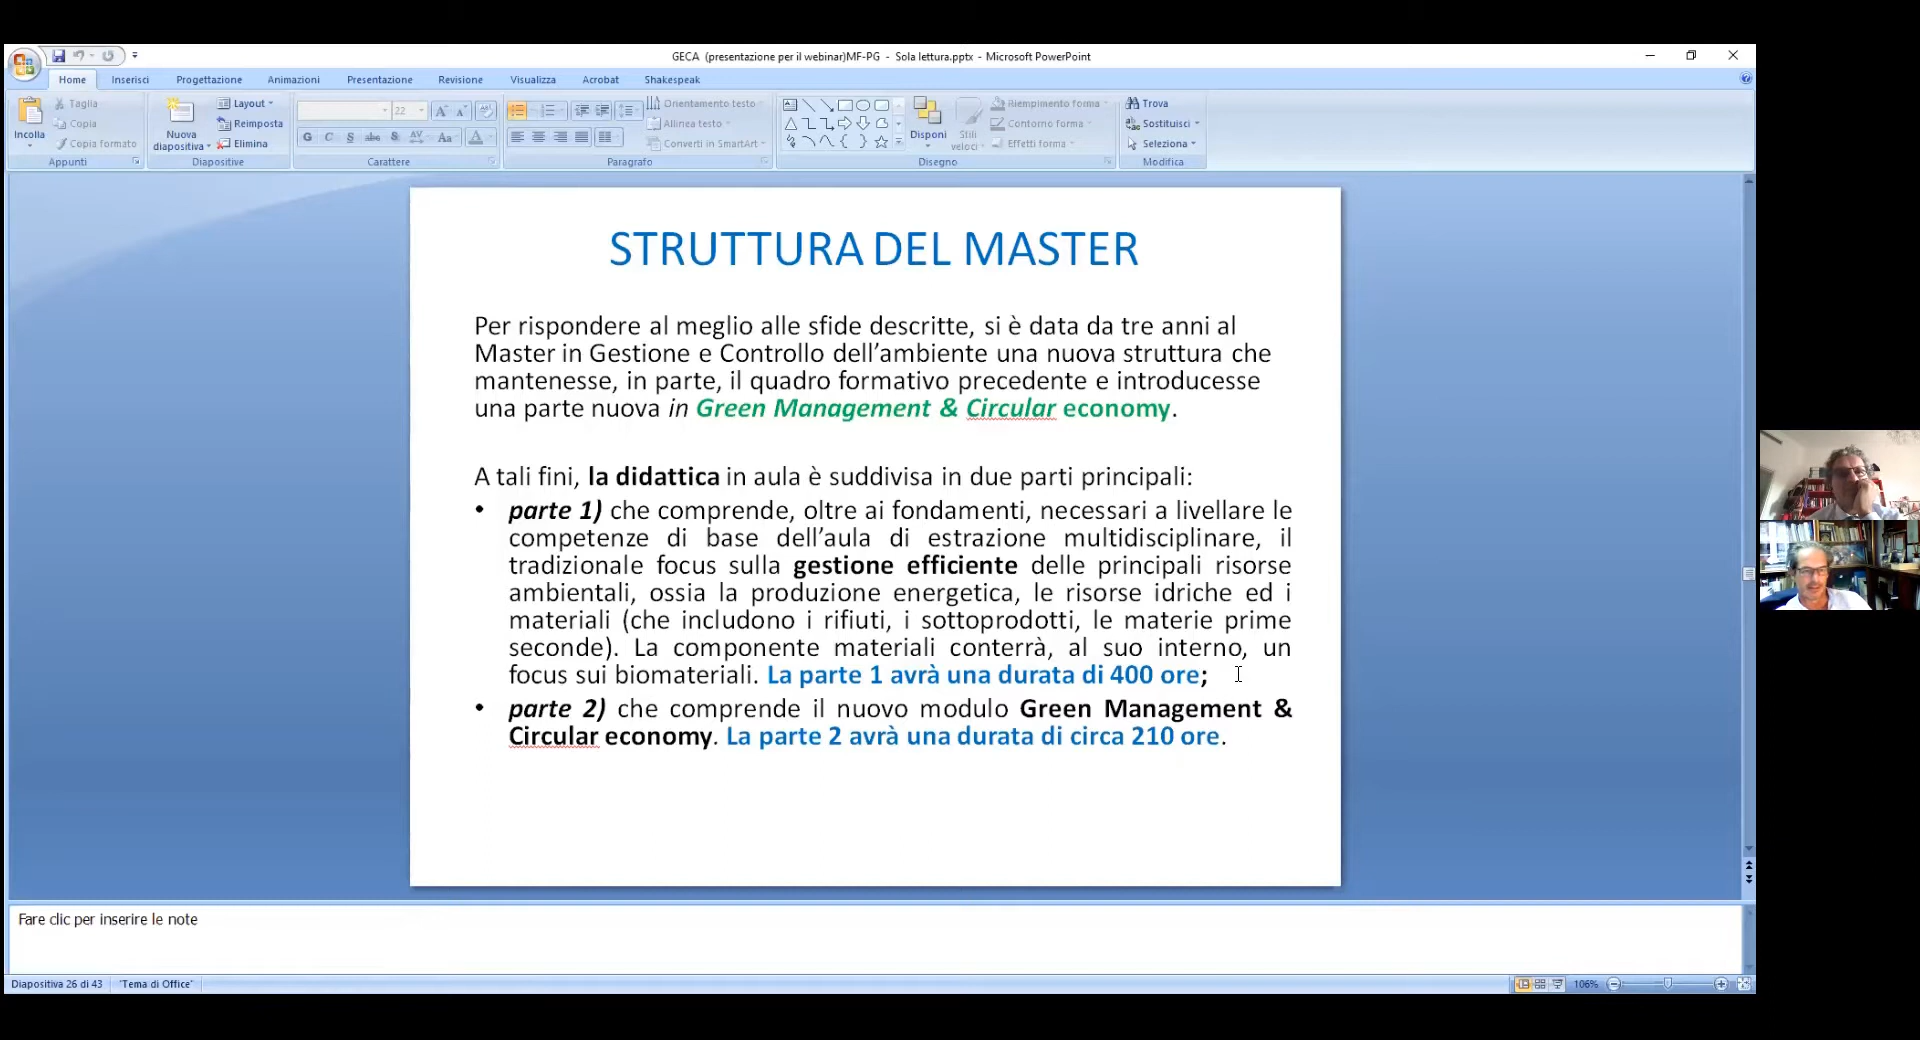 GECA (presentazione per il webinar)MF-PG - Sola lettura.pptx - Microsoft PowerPoint
Home Inserisci Progettazione Animazioni Presentazione Revisione Visualizza Acrobat Shakespeak
Incolla
Taglia
Copia
Copia formato
Appunti
Nuova
diapositiva
Layout
Reimposta
Elimina
Diapositive
22
G C S abc S AV Aa A
Carattere
Orientamento testo
Allinea testo
Converti in SmartArt
Paragrafo
Disponi
Stili
veloci
Riempimento forma
Contorno forma
Effetti forma
Disegno
Trova
Sostituisci
Seleziona
Modifica
STRUTTURA DEL MASTER
Per rispondere al meglio alle sfide descritte, si è data da tre anni al
Master in Gestione e Controllo dell’ambiente una nuova struttura che
mantenesse, in parte, il quadro formativo precedente e introducesse
una parte nuova in Green Management & Circular economy.
A tali fini, la didattica in aula è suddivisa in due parti principali:
• parte 1) che comprende, oltre ai fondamenti, necessari a livellare le
competenze di base dell’aula di estrazione multidisciplinare, il
tradizionale focus sulla gestione efficiente delle principali risorse
ambientali, ossia la produzione energetica, le risorse idriche ed i
materiali (che includono i rifiuti, i sottoprodotti, le materie prime
seconde). La componente materiali conterrà, al suo interno, un
focus sui biomateriali. La parte 1 avrà una durata di 400 ore;
• parte 2) che comprende il nuovo modulo Green Management &
Circular economy. La parte 2 avrà una durata di circa 210 ore.
Fare clic per inserire le note
Diapositiva 26 di 43 "Tema di Office" 106%